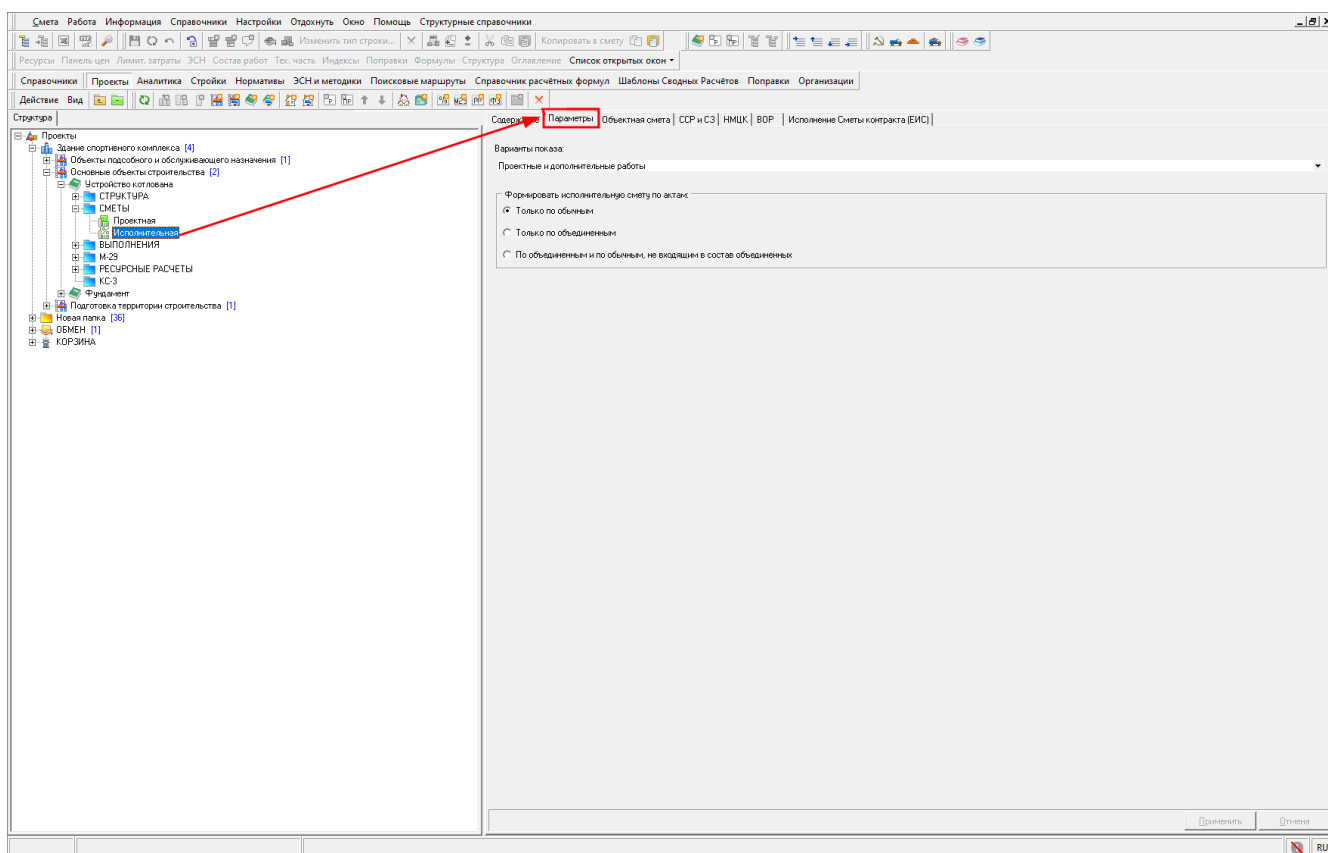 Смета Работа Информация Справочники Настройки Отдохнуть Окно Помощь Структурные справочники
Изменить тип строки... Копировать в смету
Ресурсы Панель цен Лимит. затраты ЭСН Состав работ Тех. часть Индексы Поправки Формулы Структура Оглавление Список открытых окон
Справочники Проекты Аналитика Стройки Нормативы ЭСН и методики Поисковые маршруты Справочник расчётных формул Шаблоны Сводных Расчётов Поправки Организации
Действие Вид
Структура
Параметры Объектная смета ССР и СЗ НМЦК ВОР Исполнение Сметы контракта (ЕИС)
Проекты
Здание спортивного комплекса [4]
Объекты подсобного и обслуживающего назначения [1]
Основные объекты строительства [2]
Устройство котлована
СТРУКТУРА
СМЕТЫ
Проектная
Исполнительная
ВЫПОЛНЕНИЯ
М-29
РЕСУРСНЫЕ РАСЧЕТЫ
КС-3
Фундамент
Подготовка территории строительства [1]
Новая папка [36]
ОБМЕН [1]
КОРЗИНА
Варианты показа:
Проектные и дополнительные работы
Формировать исполнительную смету по актам:
Только по обычным
Только по объединенным
По объединенным и по обычным, не входящим в состав объединенных
Применить Отмена
RU